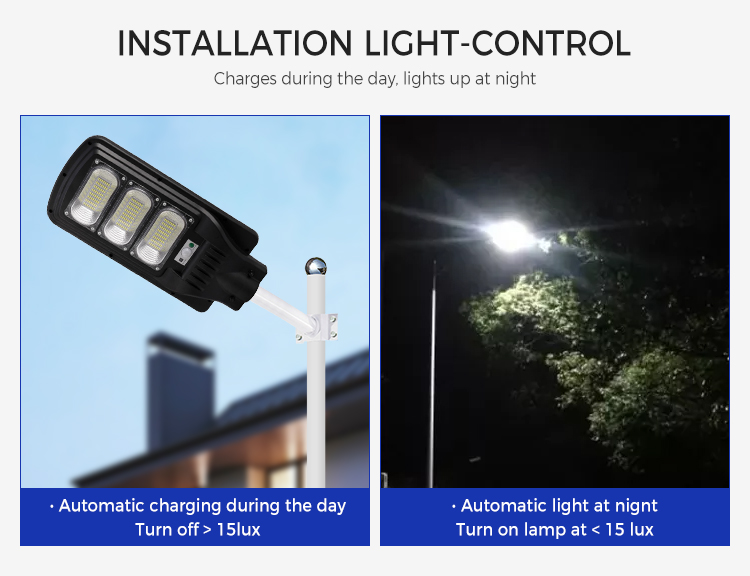 INSTALLATION LIGHT-CONTROL
Charges during the day, lights up at night
· Automatic charging during the day
Turn off > 15lux
· Automatic light at nignt
Turn on lamp at < 15 lux